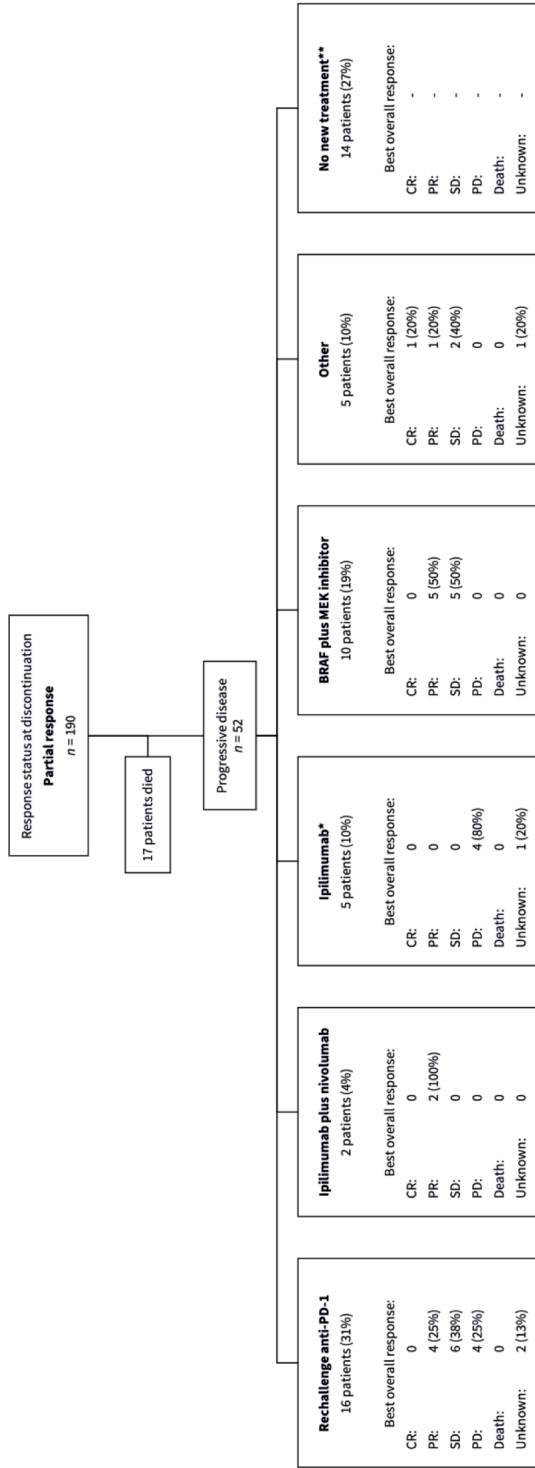 Response status at discontinuation
Partial response
n = 190
17 patients died
Progressive disease
n = 52
Rechallenge anti-PD-1
16 patients (31%)
Best overall response:
CR: 0
PR: 4 (25%)
SD: 6 (38%)
PD: 4 (25%)
Death: 0
Unknown: 2 (13%)
Ipilimumab plus nivolumab
2 patients (4%)
Best overall response:
CR: 0
PR: 2 (100%)
SD: 0
PD: 0
Death: 0
Unknown: 0
Ipilimumab*
5 patients (10%)
Best overall response:
CR: 0
PR: 0
SD: 0
PD: 4 (80%)
Death: 0
Unknown: 1 (20%)
BRAF plus MEK inhibitor
10 patients (19%)
Best overall response:
CR: 0
PR: 5 (50%)
SD: 5 (50%)
PD: 0
Death: 0
Unknown: 0
Other
5 patients (10%)
Best overall response:
CR: 1 (20%)
PR: 1 (20%)
SD: 2 (40%)
PD: 0
Death: 0
Unknown: 1 (20%)
No new treatment**
14 patients (27%)
Best overall response:
CR: -
PR: -
SD: -
PD: -
Death: -
Unknown: -